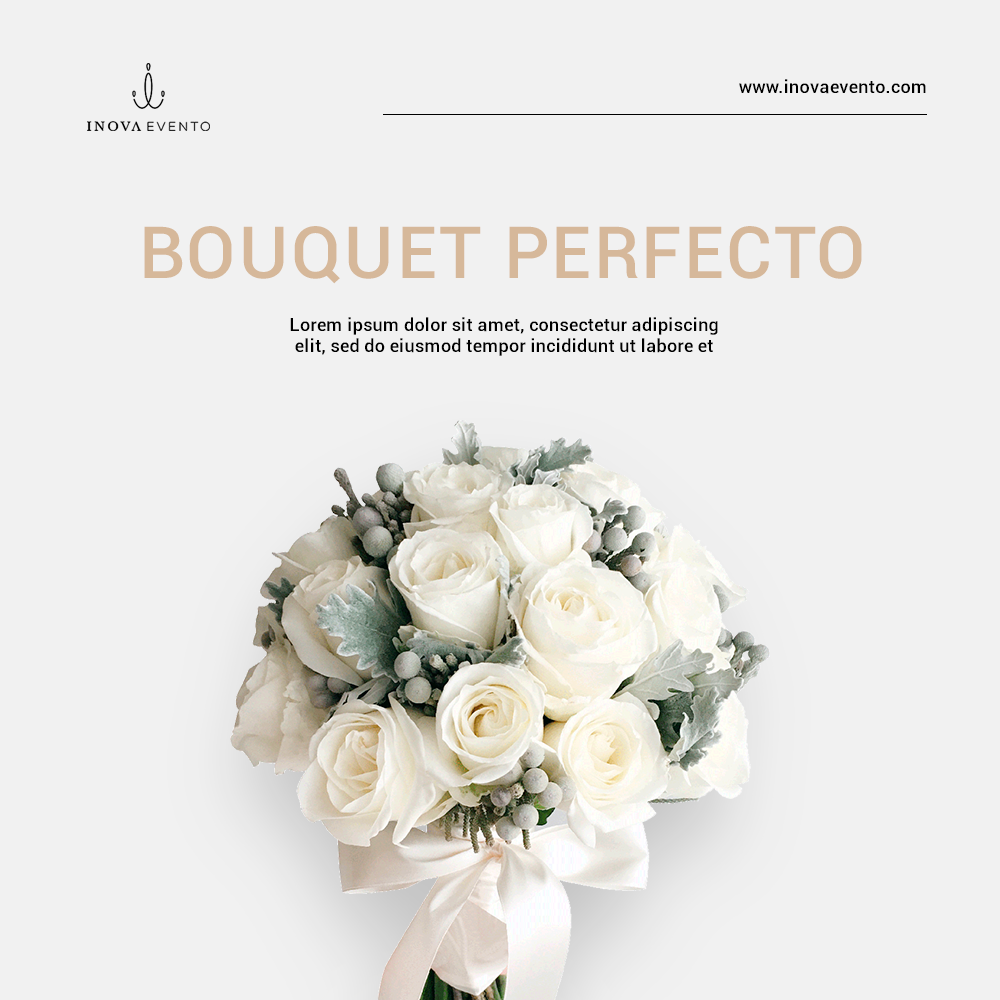 INOVA EVENTO
www.inovaevento.com
BOUQUET PERFECTO
Lorem ipsum dolor sit amet, consectetur adipiscing
elit, sed do eiusmod tempor incididunt ut labore et